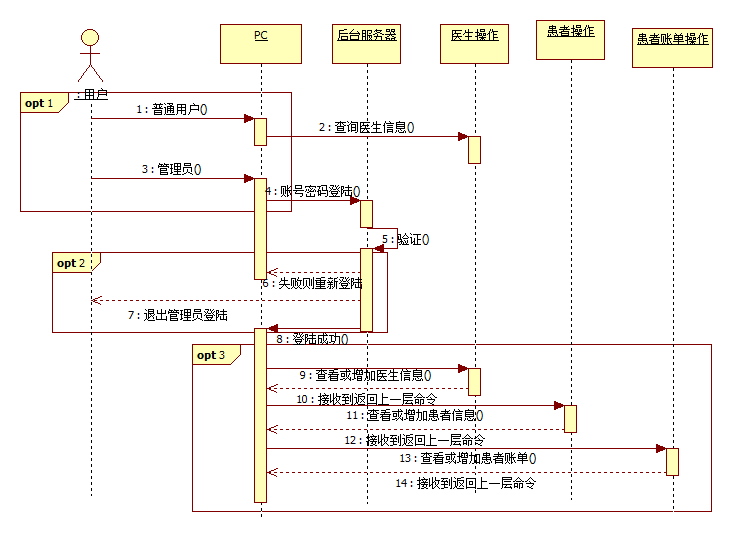 PC
后台服务器
医生操作
患者操作
患者账单操作
: 用户
opt 1
1 : 普通用户()
2 : 查询医生信息()
3 : 管理员()
4 : 账号密码登陆()
5 : 验证()
opt 2
6 : 失败则重新登陆
7 : 退出管理员登陆
8 : 登陆成功()
opt 3
9 : 查看或增加医生信息()
10 : 接收到返回上一层命令
11 : 查看或增加患者信息()
12 : 接收到返回上一层命令
13 : 查看或增加患者账单()
14 : 接收到返回上一层命令